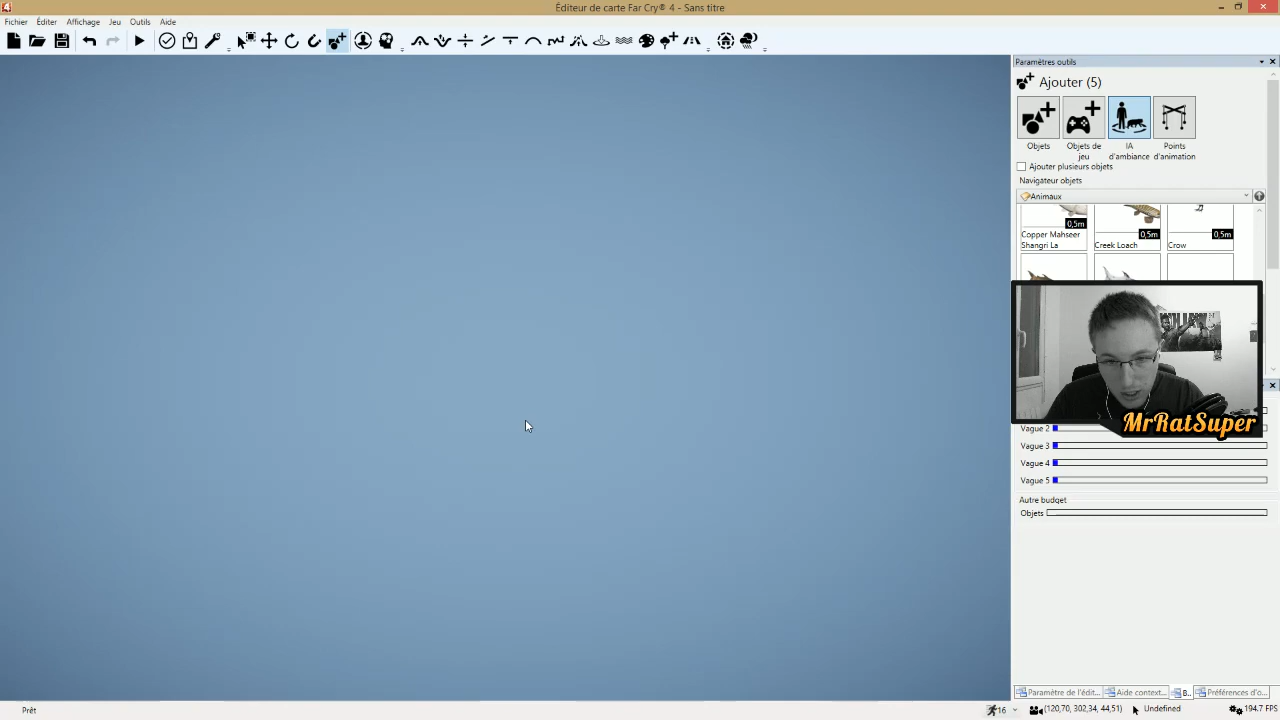 Éditeur de carte Far Cry® 4 - Sans titre
Fichier Éditer Affichage Jeu Outils Aide
Paramètres outils
Ajouter (5)
Objets
Objets de jeu
IA d'ambiance
Points d'animation
Ajouter plusieurs objets
Navigateur objets
Animaux
0,5m 0,5m 0,5m
Copper Mahseer Shangri La
Creek Loach
Crow
MrRatSuper
Vague 2
Vague 3
Vague 4
Vague 5
Autre budget
Objets
Paramètre de l'édit... Aide context... B... Préférences d'o...
Prêt
16
(120,70, 302,34, 44,51)
Undefined
194.7 FPS